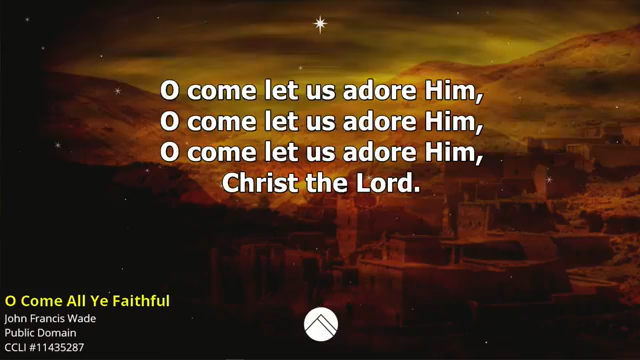 O come let us adore Him,
O come let us adore Him,
O come let us adore Him,
Christ the Lord.
O Come All Ye Faithful
John Francis Wade
Public Domain
CCLI #11435287